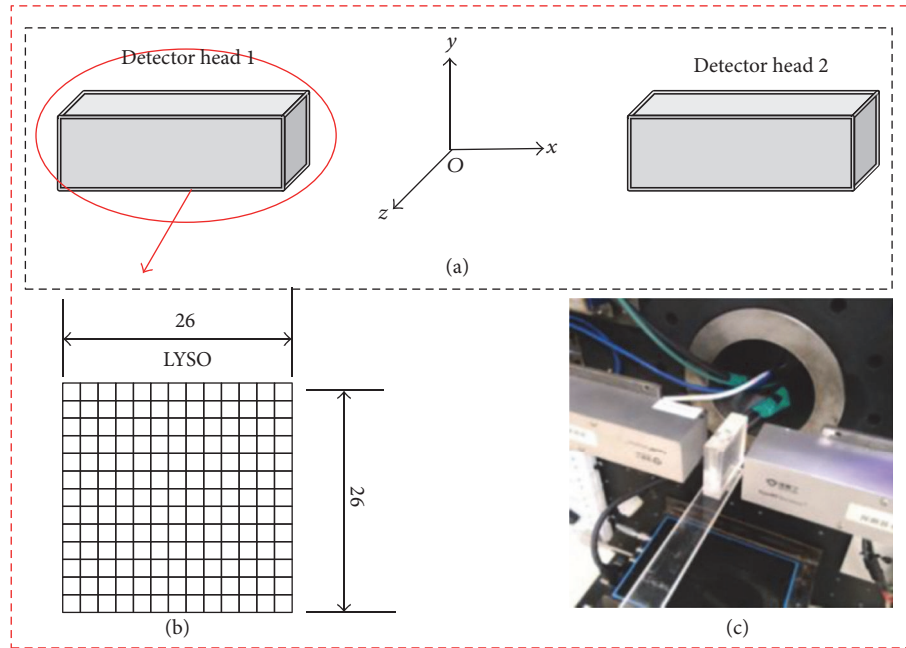 Detector head 1
y
Detector head 2
x
O
z
(a)
26
LYSO
26
(b)
(c)